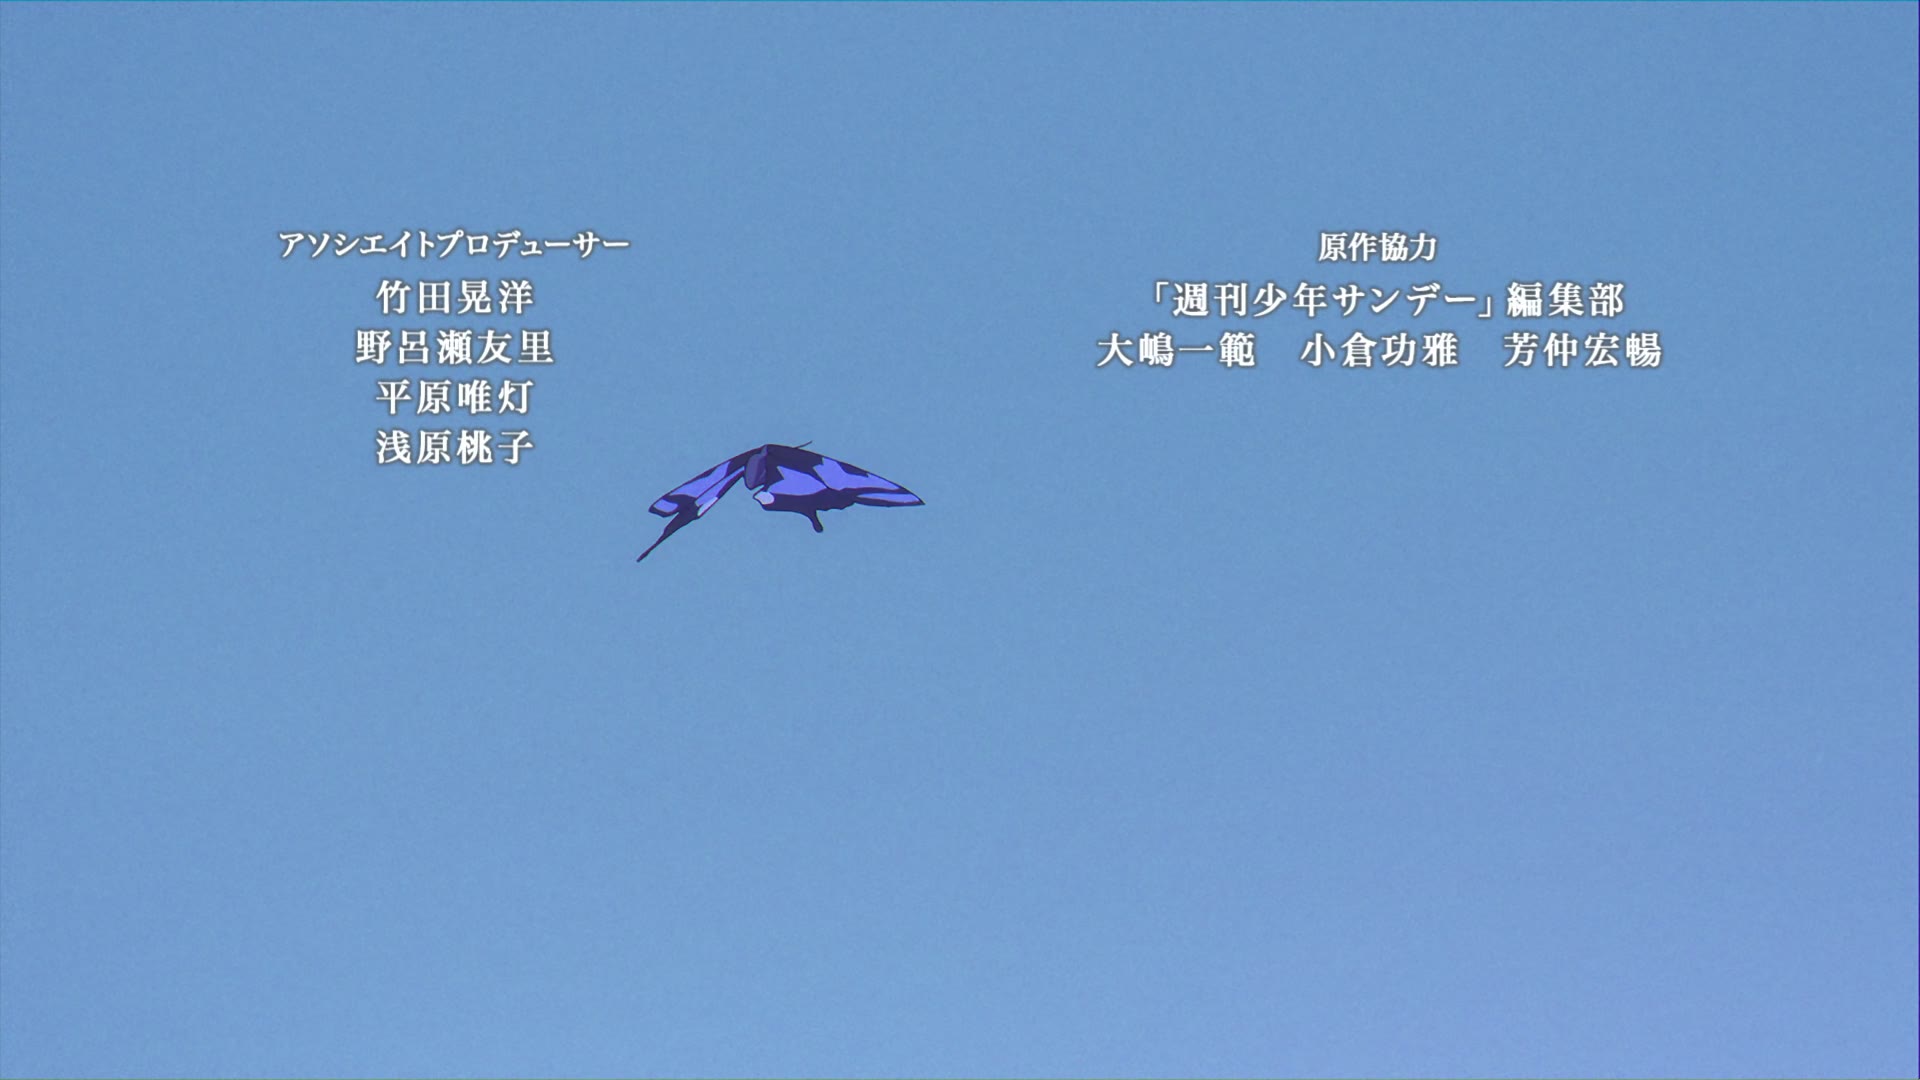 アソシエイトプロデューサー
竹田晃洋
野呂瀬友里
平原唯灯
浅原桃子
原作協力
「週刊少年サンデー」編集部
大嶋一範　小倉功雅　芳仲宏暢